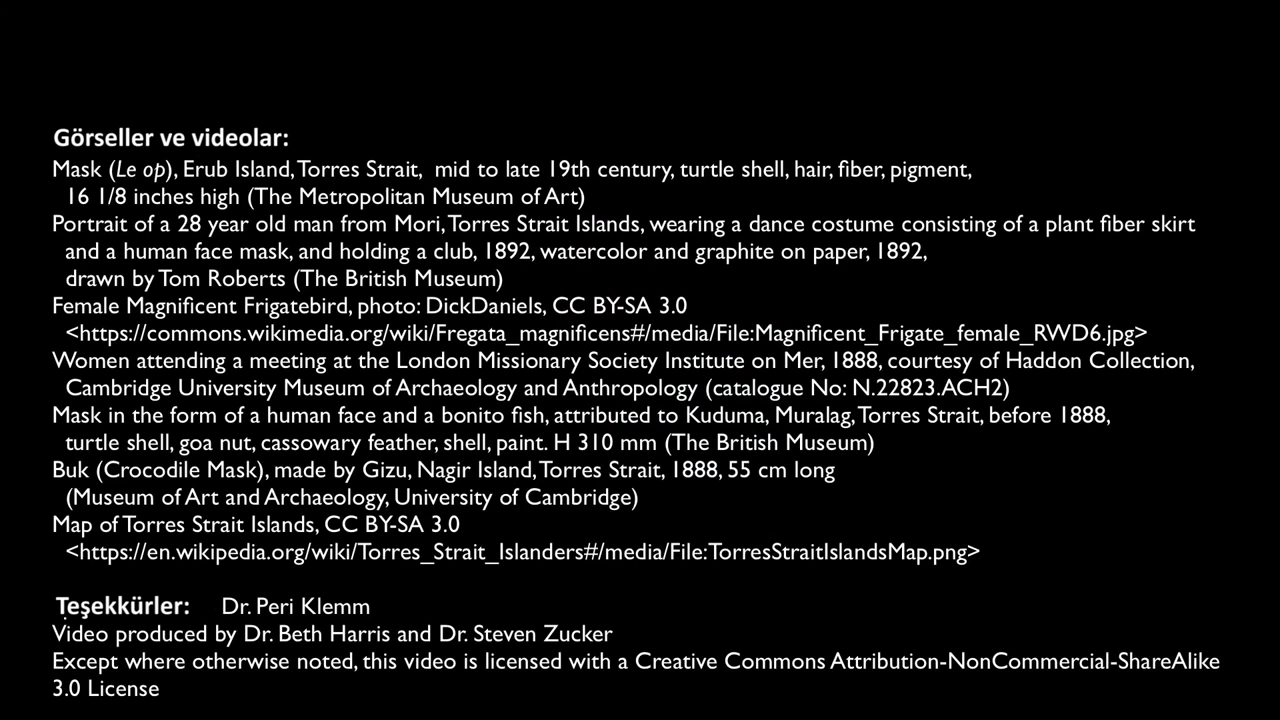 Görseller ve videolar:
Mask (Le op), Erub Island, Torres Strait, mid to late 19th century, turtle shell, hair, fiber, pigment,
16 1/8 inches high (The Metropolitan Museum of Art)
Portrait of a 28 year old man from Mori, Torres Strait Islands, wearing a dance costume consisting of a plant fiber skirt
and a human face mask, and holding a club, 1892, watercolor and graphite on paper, 1892,
drawn by Tom Roberts (The British Museum)
Female Magnificent Frigatebird, photo: DickDaniels, CC BY-SA 3.0
<https://commons.wikimedia.org/wiki/Fregata_magnificens#/media/File:Magnificent_Frigate_female_RWD6.jpg>
Women attending a meeting at the London Missionary Society Institute on Mer, 1888, courtesy of Haddon Collection,
Cambridge University Museum of Archaeology and Anthropology (catalogue No: N.22823.ACH2)
Mask in the form of a human face and a bonito fish, attributed to Kuduma, Muralag, Torres Strait, before 1888,
turtle shell, goa nut, cassowary feather, shell, paint. H 310 mm (The British Museum)
Buk (Crocodile Mask), made by Gizu, Nagir Island, Torres Strait, 1888, 55 cm long
(Museum of Art and Archaeology, University of Cambridge)
Map of Torres Strait Islands, CC BY-SA 3.0
<https://en.wikipedia.org/wiki/Torres_Strait_Islanders#/media/File:TorresStraitIslandsMap.png>
Teşekkürler: Dr. Peri Klemm
Video produced by Dr. Beth Harris and Dr. Steven Zucker
Except where otherwise noted, this video is licensed with a Creative Commons Attribution-NonCommercial-ShareAlike
3.0 License